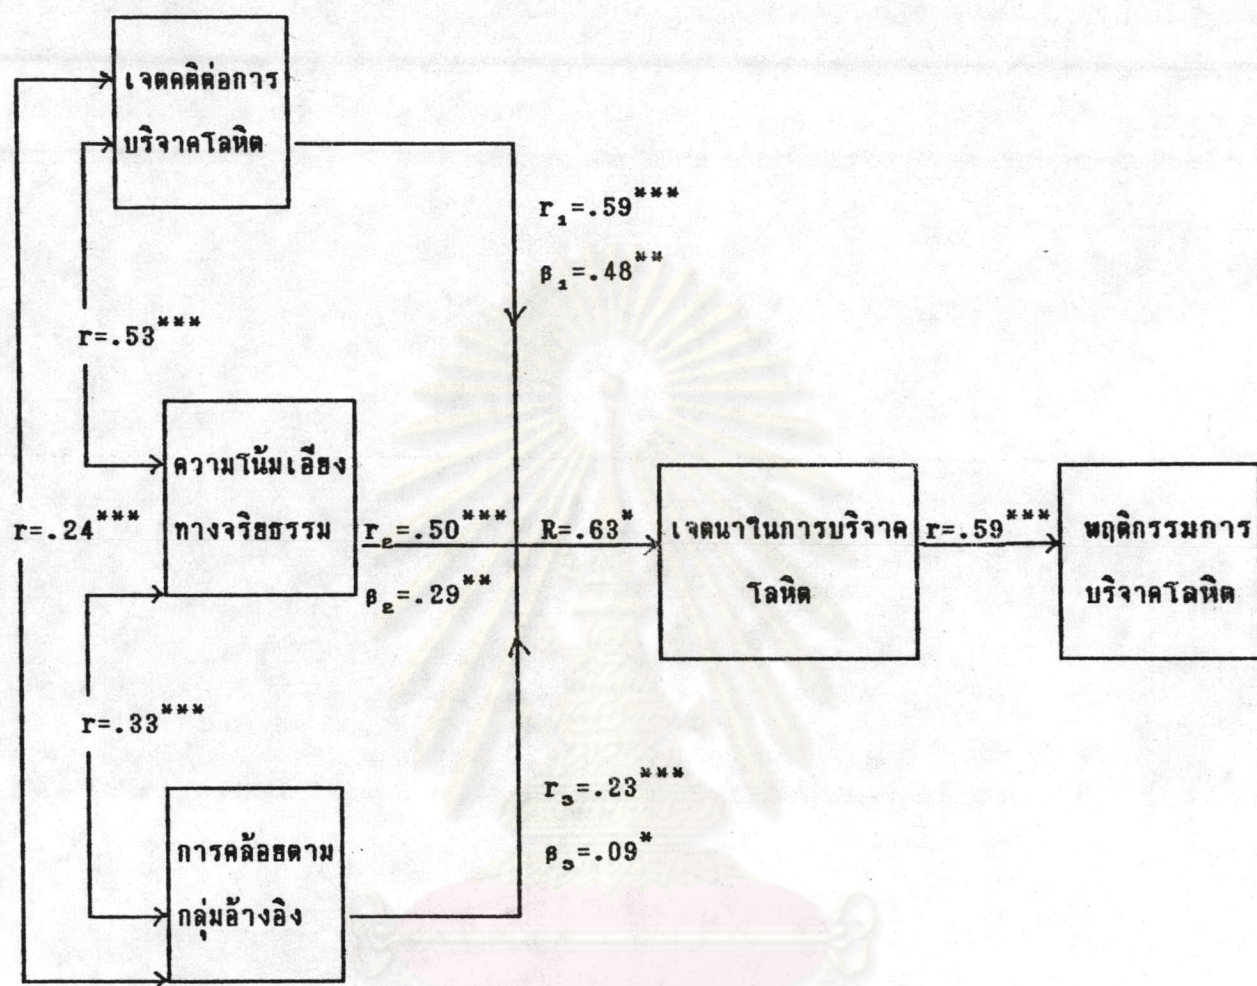 เจตคติต่อการ
บริจาคโลหิต
r₁=.59***
β₁=.48**
r=.53***
ความโน้มเอียง
ทางจริยธรรม
r=.24***
r₂=.50***
β₂=.29**
R=.63*
เจตนาในการบริจาค
โลหิต
r=.59***
พฤติกรรมการ
บริจาคโลหิต
r=.33***
r₃=.23***
β₃=.09*
การคล้อยตาม
กลุ่มอ้างอิง